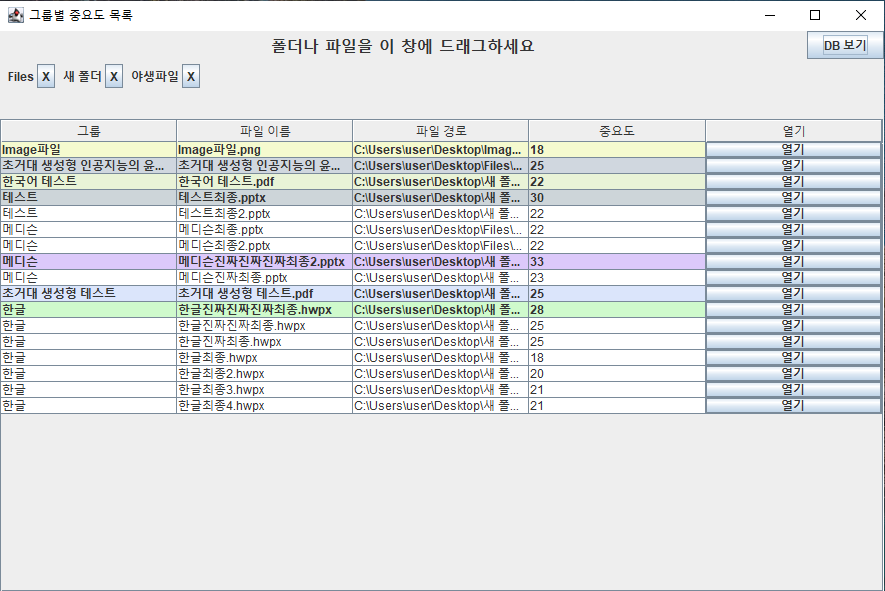 그룹별 중요도 목록
폴더나 파일을 이 창에 드래그하세요
DB 보기
Files X 새 폴더 X 야생파일 X
그룹 파일 이름 파일 경로 중요도 열기
Image파일 Image파일.png C:\Users\user\Desktop\Imag... 18 열기
초거대 생성형 인공지능의 윤... 초거대 생성형 인공지능의 윤... C:\Users\user\Desktop\Files\... 25 열기
한국어 테스트 한국어 테스트.pdf C:\Users\user\Desktop\새 폴... 22 열기
테스트 테스트최종.pptx C:\Users\user\Desktop\새 폴... 30 열기
테스트 테스트최종2.pptx C:\Users\user\Desktop\새 폴... 22 열기
메디슨 메디슨최종.pptx C:\Users\user\Desktop\Files\... 22 열기
메디슨 메디슨최종2.pptx C:\Users\user\Desktop\Files\... 22 열기
메디슨 메디슨진짜진짜진짜최종2.pptx C:\Users\user\Desktop\새 폴... 33 열기
메디슨 메디슨진짜최종.pptx C:\Users\user\Desktop\새 폴... 23 열기
초거대 생성형 테스트 초거대 생성형 테스트.pdf C:\Users\user\Desktop\새 폴... 25 열기
한글 한글진짜진짜진짜최종.hwpx C:\Users\user\Desktop\새 폴... 28 열기
한글 한글진짜진짜최종.hwpx C:\Users\user\Desktop\새 폴... 25 열기
한글 한글진짜최종.hwpx C:\Users\user\Desktop\새 폴... 25 열기
한글 한글최종.hwpx C:\Users\user\Desktop\새 폴... 18 열기
한글 한글최종2.hwpx C:\Users\user\Desktop\새 폴... 20 열기
한글 한글최종3.hwpx C:\Users\user\Desktop\새 폴... 21 열기
한글 한글최종4.hwpx C:\Users\user\Desktop\새 폴... 21 열기